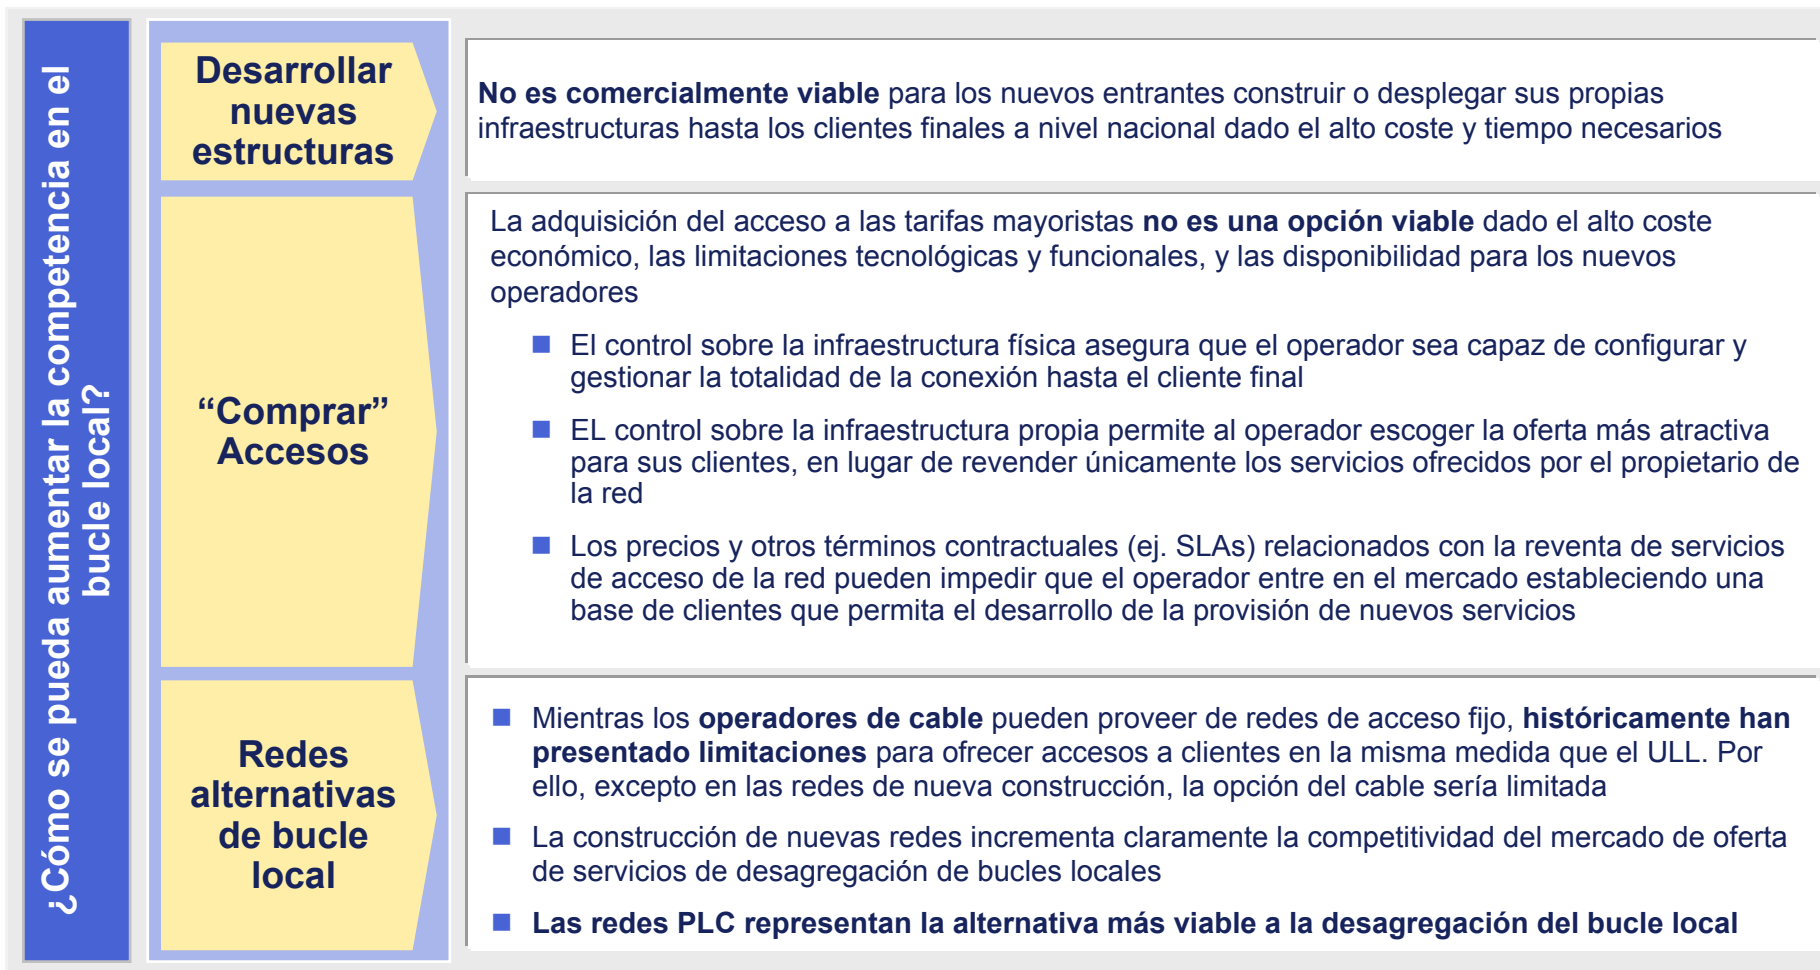 ¿Cómo se pueda aumentar la competencia en el
bucle local?
Desarrollar
nuevas
estructuras
No es comercialmente viable para los nuevos entrantes construir o desplegar sus propias
infraestructuras hasta los clientes finales a nivel nacional dado el alto coste y tiempo necesarios
“Comprar”
Accesos
La adquisición del acceso a las tarifas mayoristas no es una opción viable dado el alto coste
económico, las limitaciones tecnológicas y funcionales, y las disponibilidad para los nuevos
operadores
El control sobre la infraestructura física asegura que el operador sea capaz de configurar y
gestionar la totalidad de la conexión hasta el cliente final
EL control sobre la infraestructura propia permite al operador escoger la oferta más atractiva
para sus clientes, en lugar de revender únicamente los servicios ofrecidos por el propietario de
la red
Los precios y otros términos contractuales (ej. SLAs) relacionados con la reventa de servicios
de acceso de la red pueden impedir que el operador entre en el mercado estableciendo una
base de clientes que permita el desarrollo de la provisión de nuevos servicios
Redes
alternativas
de bucle
local
Mientras los operadores de cable pueden proveer de redes de acceso fijo, históricamente han
presentado limitaciones para ofrecer accesos a clientes en la misma medida que el ULL. Por
ello, excepto en las redes de nueva construcción, la opción del cable sería limitada
La construcción de nuevas redes incrementa claramente la competitividad del mercado de oferta
de servicios de desagregación de bucles locales
Las redes PLC representan la alternativa más viable a la desagregación del bucle local